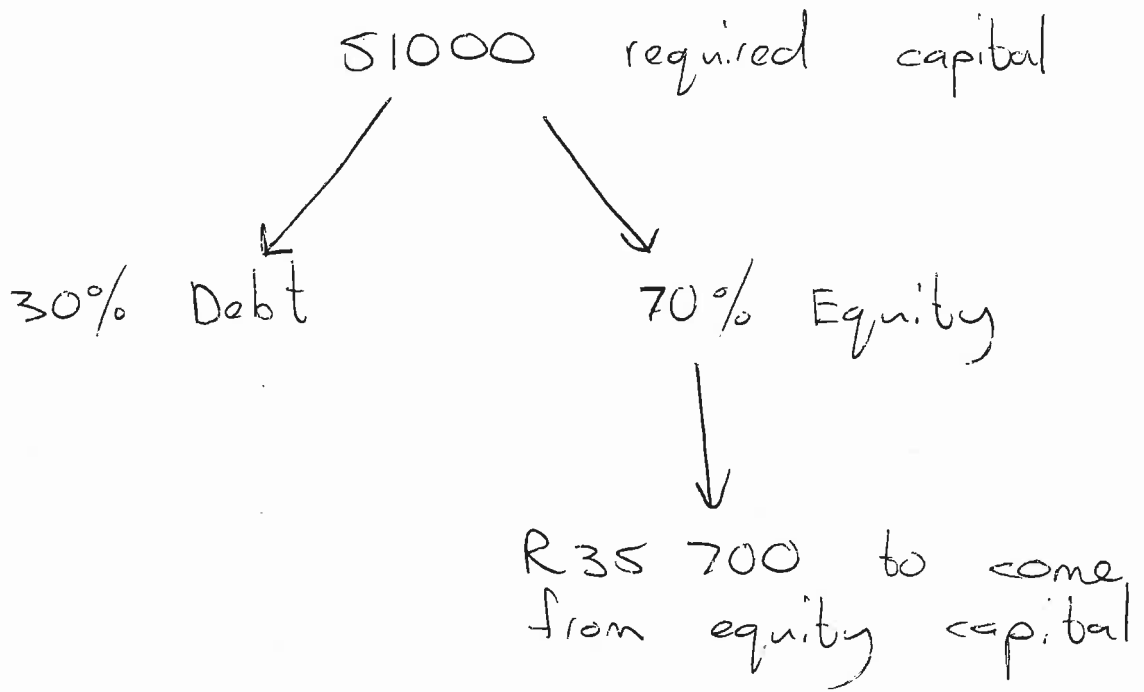 51000 required capital
30% Debt
70% Equity
R35 700 to come
from equity capital